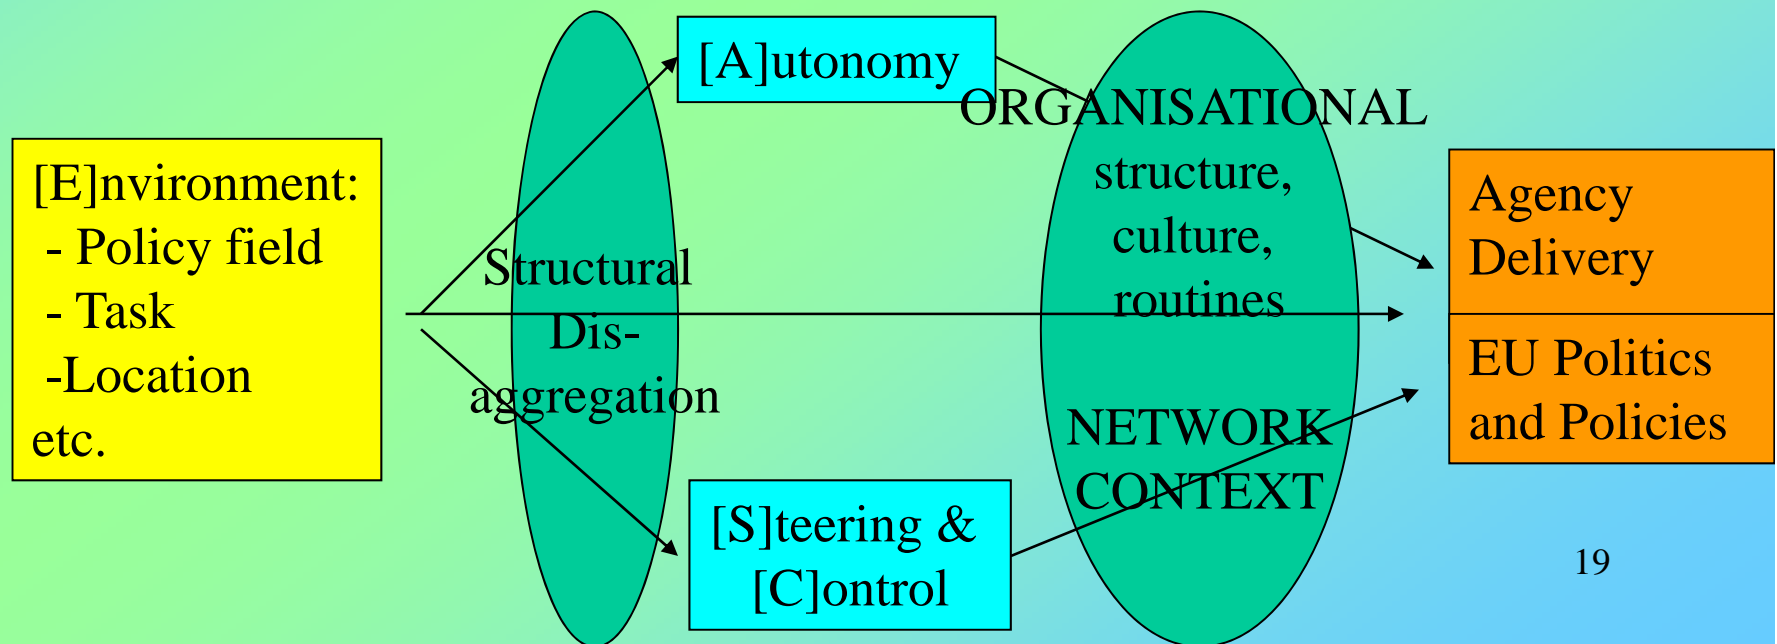 [E]nvironment:
- Policy field
- Task
-Location
etc.
Structural
Dis-
aggregation
[A]utonomy
[S]teering &
[C]ontrol
ORGANISATIONAL
structure,
culture,
routines
NETWORK
CONTEXT
Agency
Delivery
EU Politics
and Policies
19